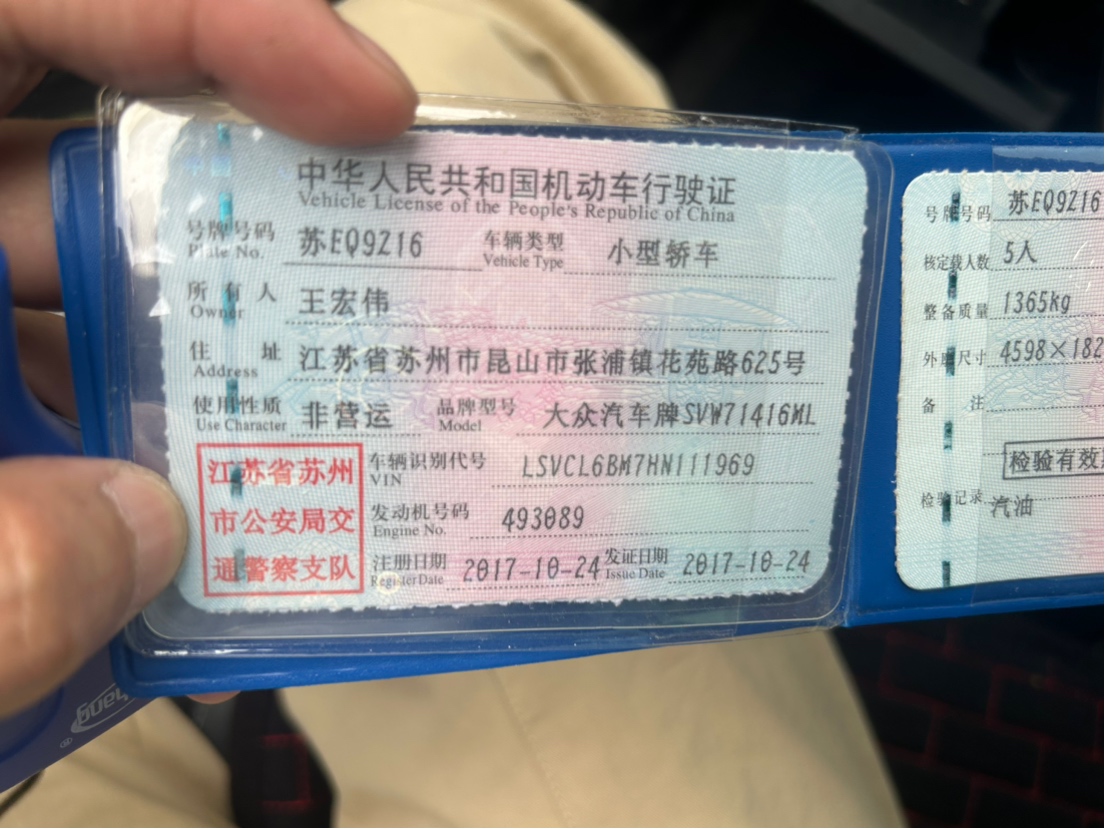 中华人民共和国机动车行驶证
Vehicle License of the People's Republic of China
号牌号码 苏EQ9Z16 车辆类型 小型轿车
Plate No. Vehicle Type
所有人 王宏伟
Owner
住址 江苏省苏州市昆山市张浦镇花苑路625号
Address
使用性质 非营运 品牌型号 大众汽车牌SVW71416ML
Use Character Model
江苏省苏州
市公安局交
通警察支队
车辆识别代号 LSVCL6BM7HN111969
VIN
发动机号码 493089
Engine No.
注册日期 2017-10-24 发证日期 2017-10-24
Register Date Issue Date
号牌号码 苏EQ9Z16
核定载人数 5人
整备质量 1365kg
外廓尺寸 4598×182
备注
检验有效
检验记录 汽油